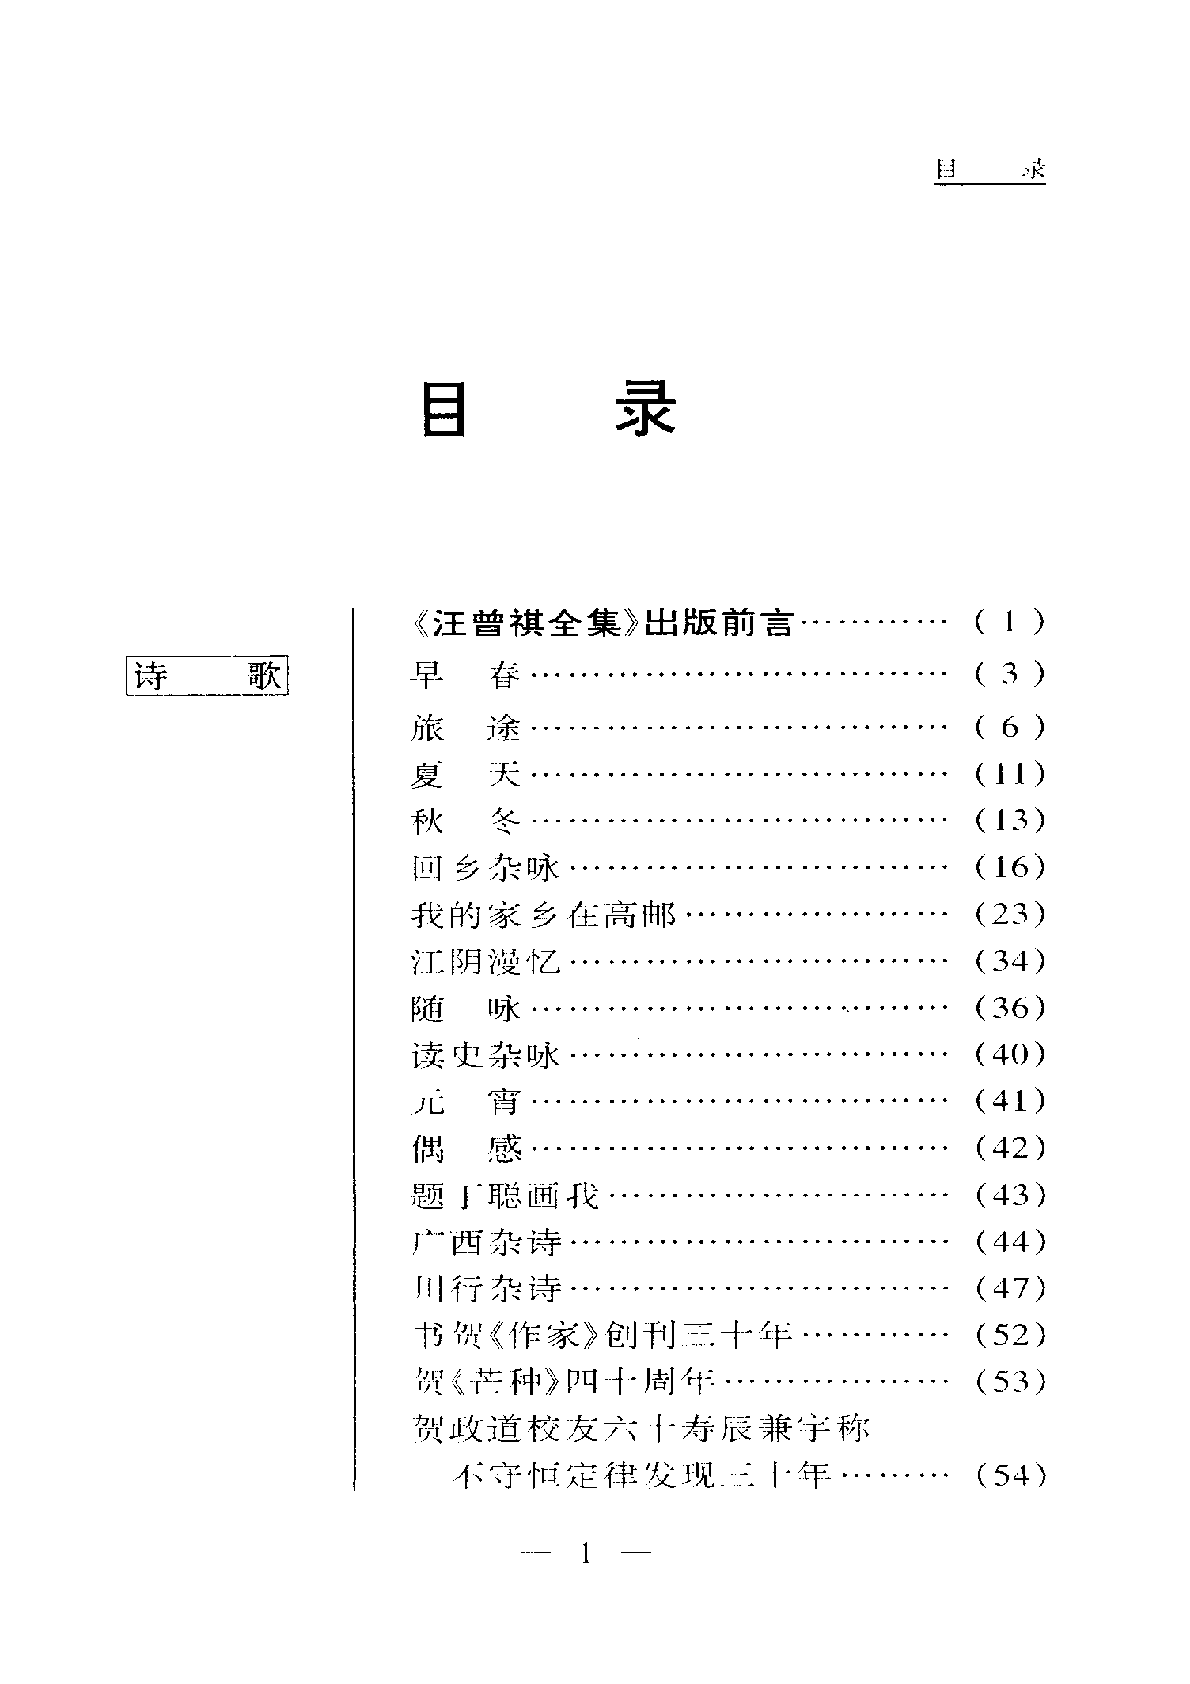 目　　录
目　　录
《汪曾祺全集》出版前言…………（1）
诗　　歌
早　春……………………………（3）
旅　途……………………………（6）
夏　天……………………………（11）
秋　冬……………………………（13）
回乡杂咏…………………………（16）
我的家乡在高邮…………………（23）
江阴漫忆…………………………（34）
随　咏……………………………（36）
读史杂咏…………………………（40）
元　宵……………………………（41）
偶　感……………………………（42）
题丁聪画我………………………（43）
广西杂诗…………………………（44）
川行杂诗…………………………（47）
书贺《作家》创刊三十年…………（52）
贺《芒种》四十周年………………（53）
贺政道校友六十寿辰兼宇称
不守恒定律发现三十年………（54）
— 1 —